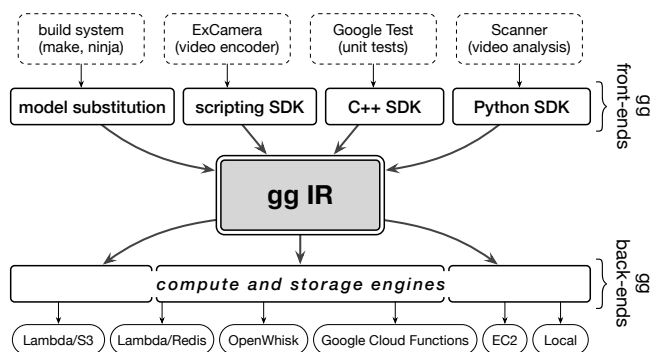 build system
(make, ninja)
ExCamera
(video encoder)
Google Test
(unit tests)
Scanner
(video analysis)
model substitution
scripting SDK
C++ SDK
Python SDK
gg
front-ends
gg IR
compute and storage engines
gg
back-ends
Lambda/S3
Lambda/Redis
OpenWhisk
Google Cloud Functions
EC2
Local